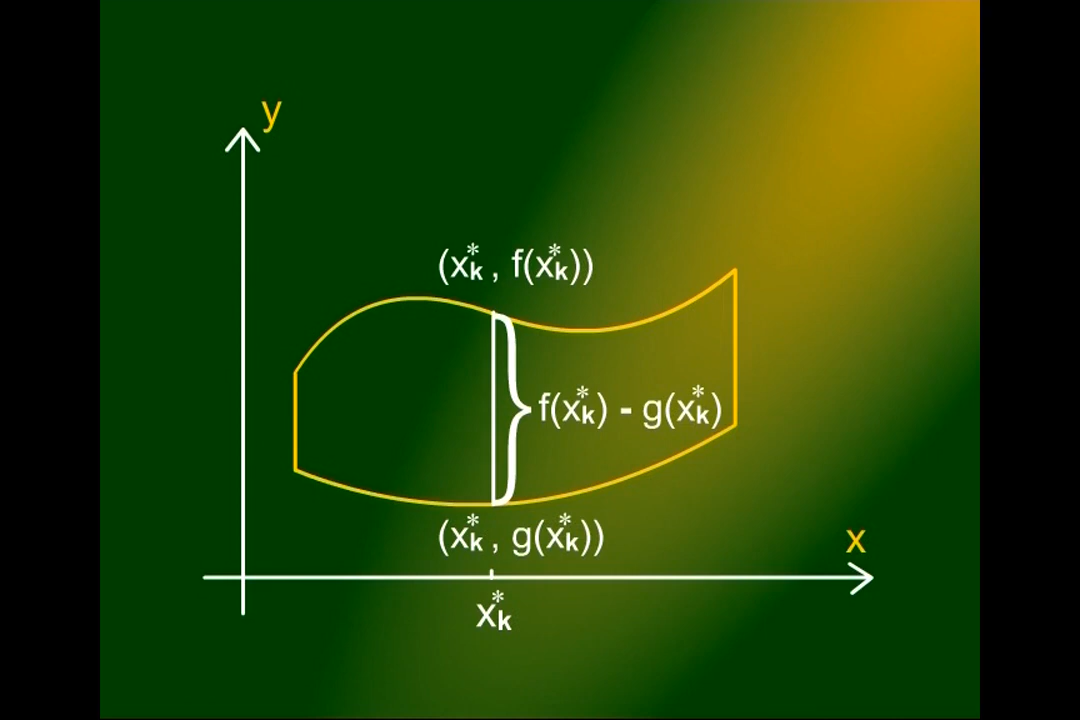 y
(x*k , f(x*k))
f(x*k) - g(x*k)
(x*k , g(x*k))
x
x*k